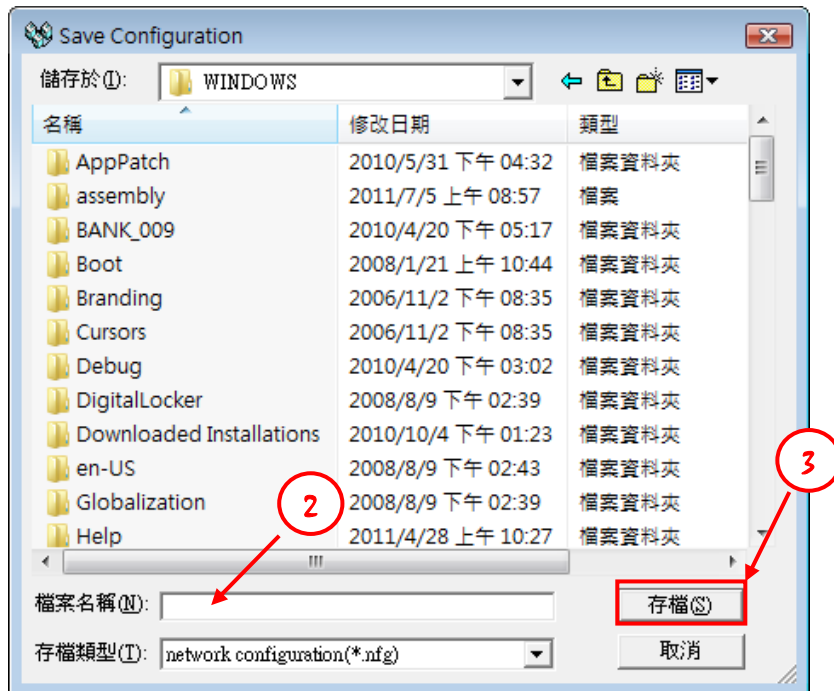 Save Configuration
儲存於(I): WINDOWS
名稱 修改日期 類型
AppPatch 2010/5/31 下午 04:32 檔案資料夾
assembly 2011/7/5 上午 08:57 檔案
BANK_009 2010/4/20 下午 05:17 檔案資料夾
Boot 2008/1/21 上午 10:44 檔案資料夾
Branding 2006/11/2 下午 08:35 檔案資料夾
Cursors 2006/11/2 下午 08:35 檔案資料夾
Debug 2010/4/20 下午 03:02 檔案資料夾
DigitalLocker 2008/8/9 下午 02:39 檔案資料夾
Downloaded Installations 2010/10/4 下午 01:23 檔案資料夾
en-US 2008/8/9 下午 02:43 檔案資料夾
3
Globalization 2008/8/9 下午 02:39 檔案資料夾
2
Help 2011/4/28 上午 10:27 檔案資料夾
檔案名稱(N): 存檔(S)
存檔類型(T): network configuration(*.nfg) 取消